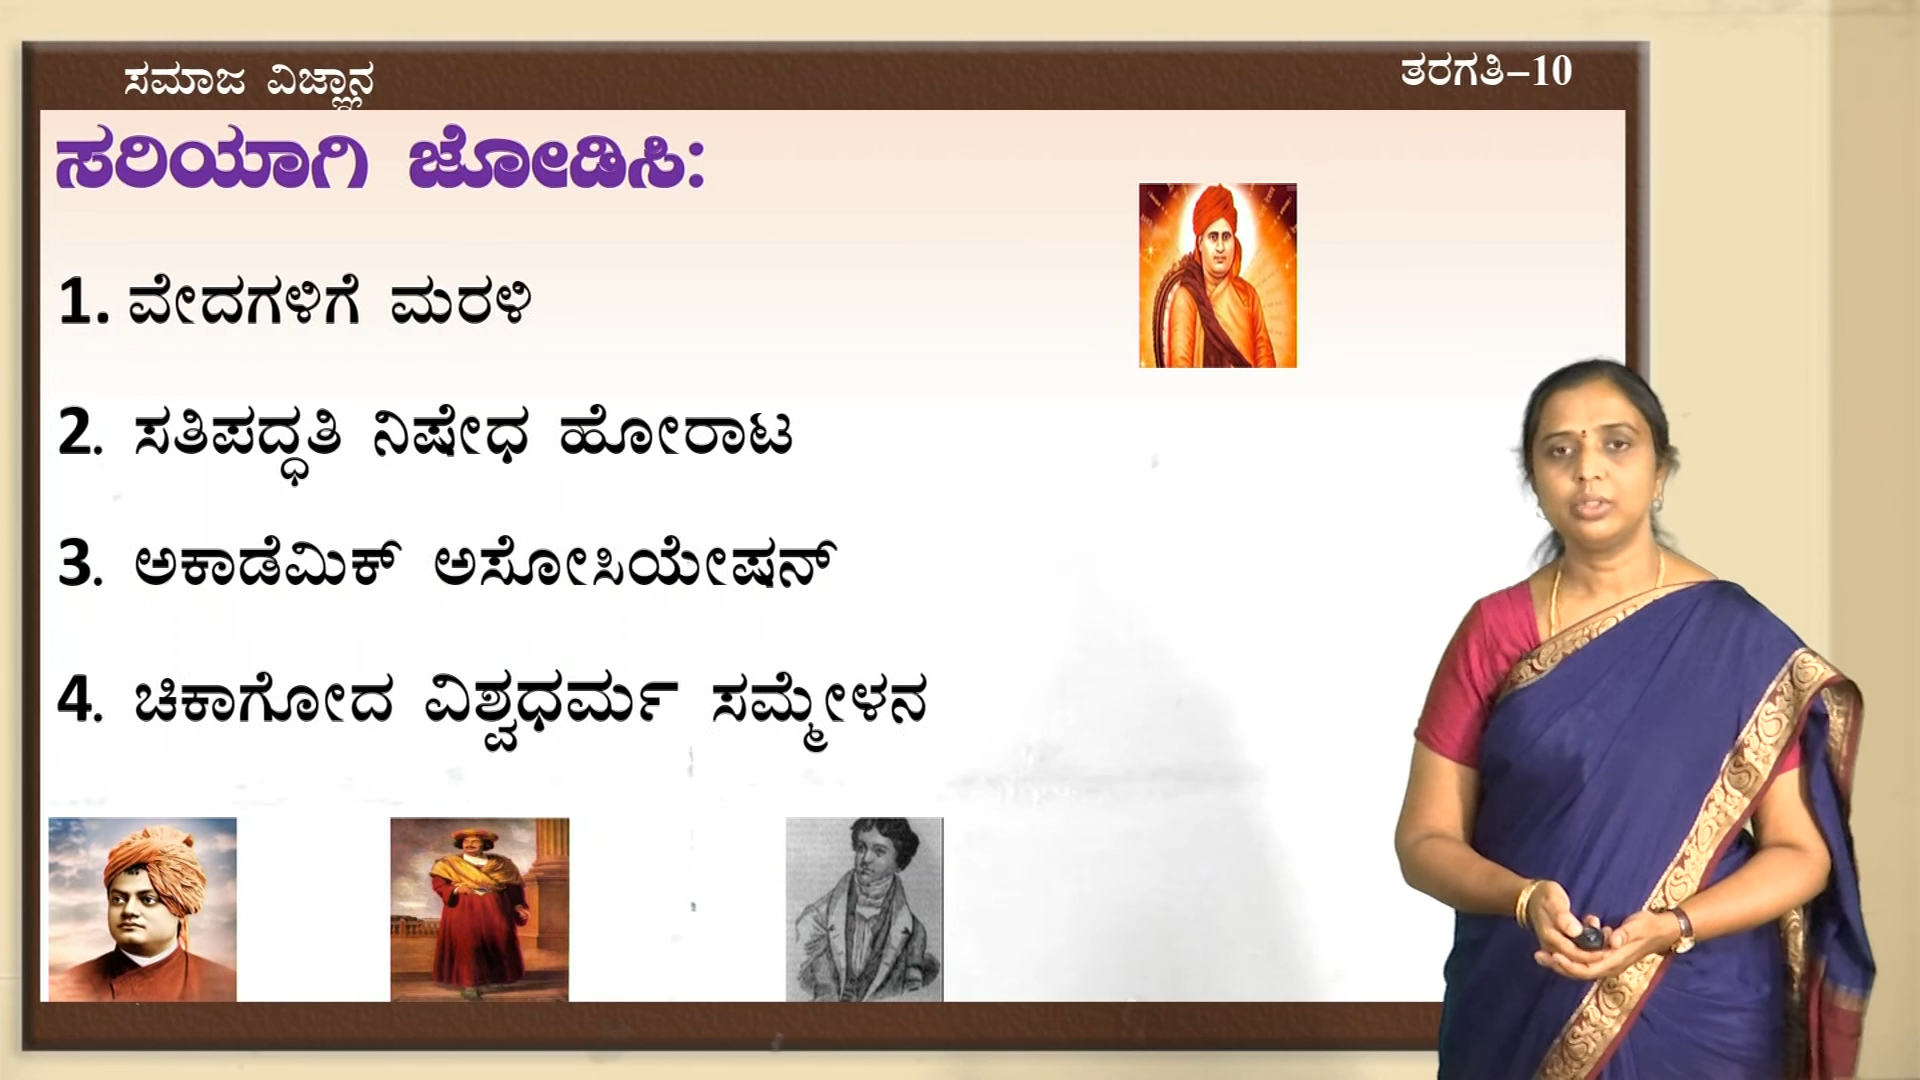 ಸಮಾಜ ವಿಜ್ಞಾನ
ತರಗತಿ–10
ಸರಿಯಾಗಿ ಜೋಡಿಸಿ:
1. ವೇದಗಳಿಗೆ ಮರಳಿ
2. ಸತಿಪದ್ಧತಿ ನಿಷೇಧ ಹೋರಾಟ
3. ಅಕಾಡೆಮಿಕ್ ಅಸೋಸಿಯೇಷನ್
4. ಚಿಕಾಗೋದ ವಿಶ್ವಧರ್ಮ ಸಮ್ಮೇಳನ